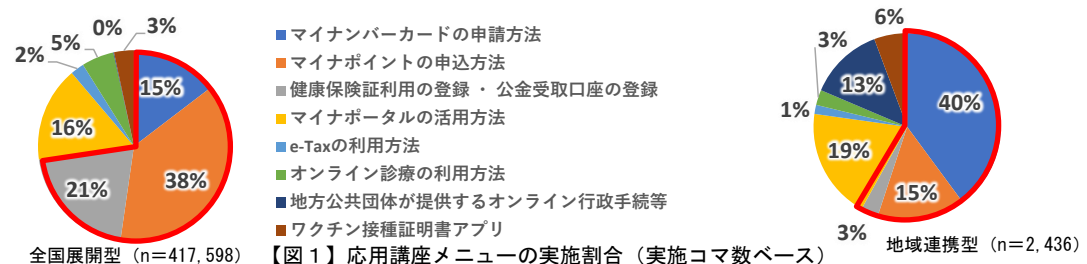 0%
3%
5%
2%
15%
16%
21%
38%
全国展開型（n=417,598）
■マイナンバーカードの申請方法
■マイナポイントの申込方法
■健康保険証利用の登録 ・ 公金受取口座の登録
■マイナポータルの活用方法
■e-Taxの利用方法
■オンライン診療の利用方法
■地方公共団体が提供するオンライン行政手続等
■ワクチン接種証明書アプリ
【図１】応用講座メニューの実施割合（実施コマ数ベース）
6%
3%
13%
40%
1%
19%
15%
3%
地域連携型（n=2,436）